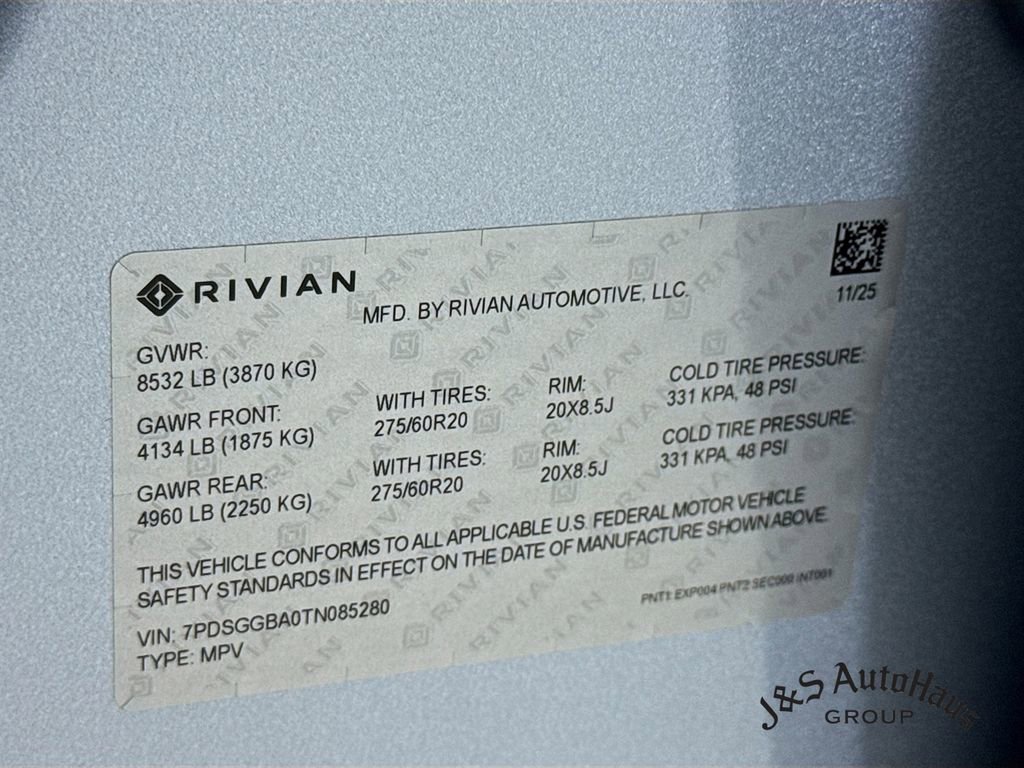 RIVIAN
MFD. BY RIVIAN AUTOMOTIVE, LLC.
11/25
GVWR:
8532 LB (3870 KG)
GAWR FRONT: WITH TIRES: RIM: COLD TIRE PRESSURE:
4134 LB (1875 KG) 275/60R20 20X8.5J 331 KPA, 48 PSI
GAWR REAR: WITH TIRES: RIM: COLD TIRE PRESSURE:
4960 LB (2250 KG) 275/60R20 20X8.5J 331 KPA, 48 PSI
THIS VEHICLE CONFORMS TO ALL APPLICABLE U.S. FEDERAL MOTOR VEHICLE
SAFETY STANDARDS IN EFFECT ON THE DATE OF MANUFACTURE SHOWN ABOVE.
PNT1: EXP004 PNT2 SEC000 INT001
VIN: 7PDSGGBA0TN085280
TYPE: MPV
J&S AutoHaus
GROUP